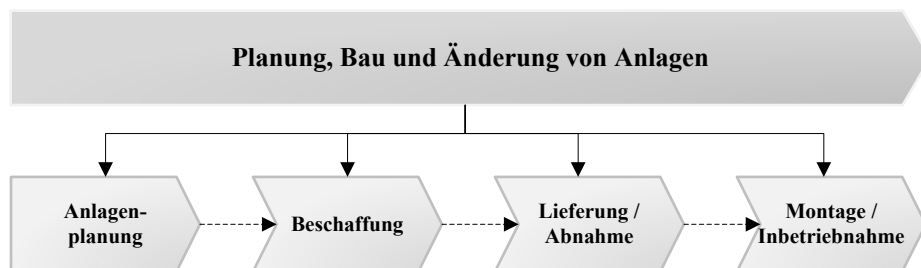 Planung, Bau und Änderung von Anlagen
Anlagen-
planung
Beschaffung
Lieferung /
Abnahme
Montage /
Inbetriebnahme